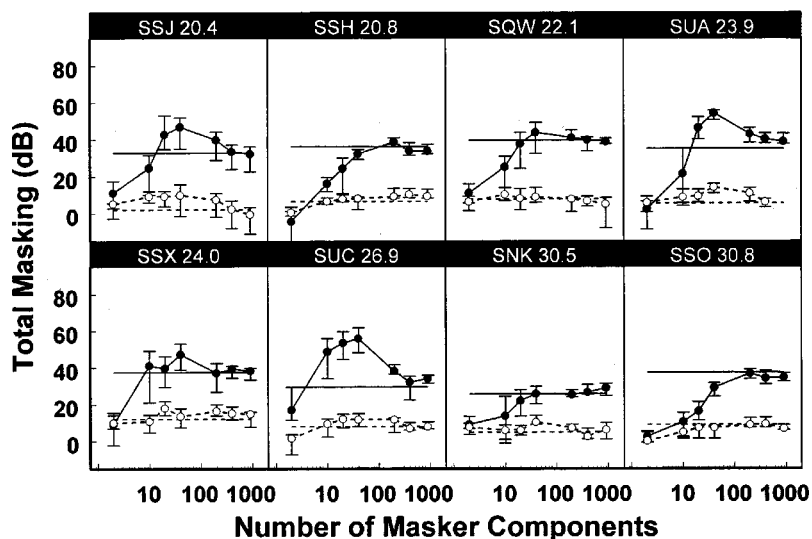 SSJ 20.4 SSH 20.8 SQW 22.1 SUA 23.9
80
60
40
20
0
SSX 24.0 SUC 26.9 SNK 30.5 SSO 30.8
80
60
40
20
0
Total Masking (dB)
10 100 1000 10 100 1000 10 100 1000 10 100 1000
Number of Masker Components